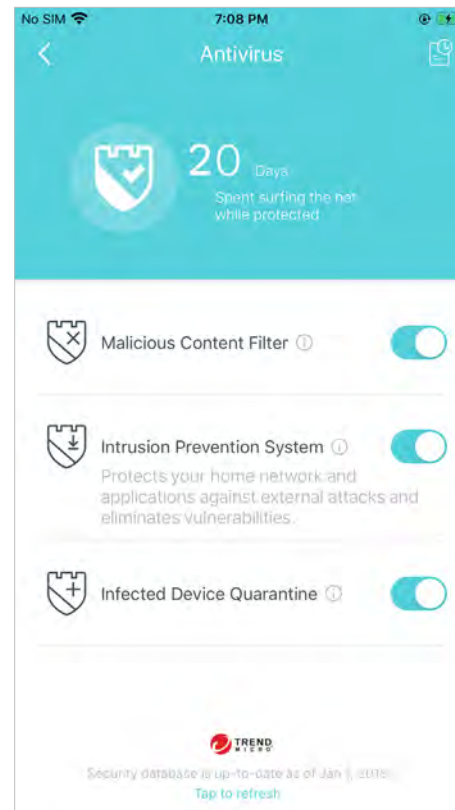 No SIM 7:08 PM
Antivirus
20 Days
Spent surfing the net
while protected
Malicious Content Filter
Intrusion Prevention System
Protects your home network and
applications against external attacks and
eliminates vulnerabilities.
Infected Device Quarantine
TREND
MICRO
Security database is up-to-date as of Jan 1,
Tap to refresh